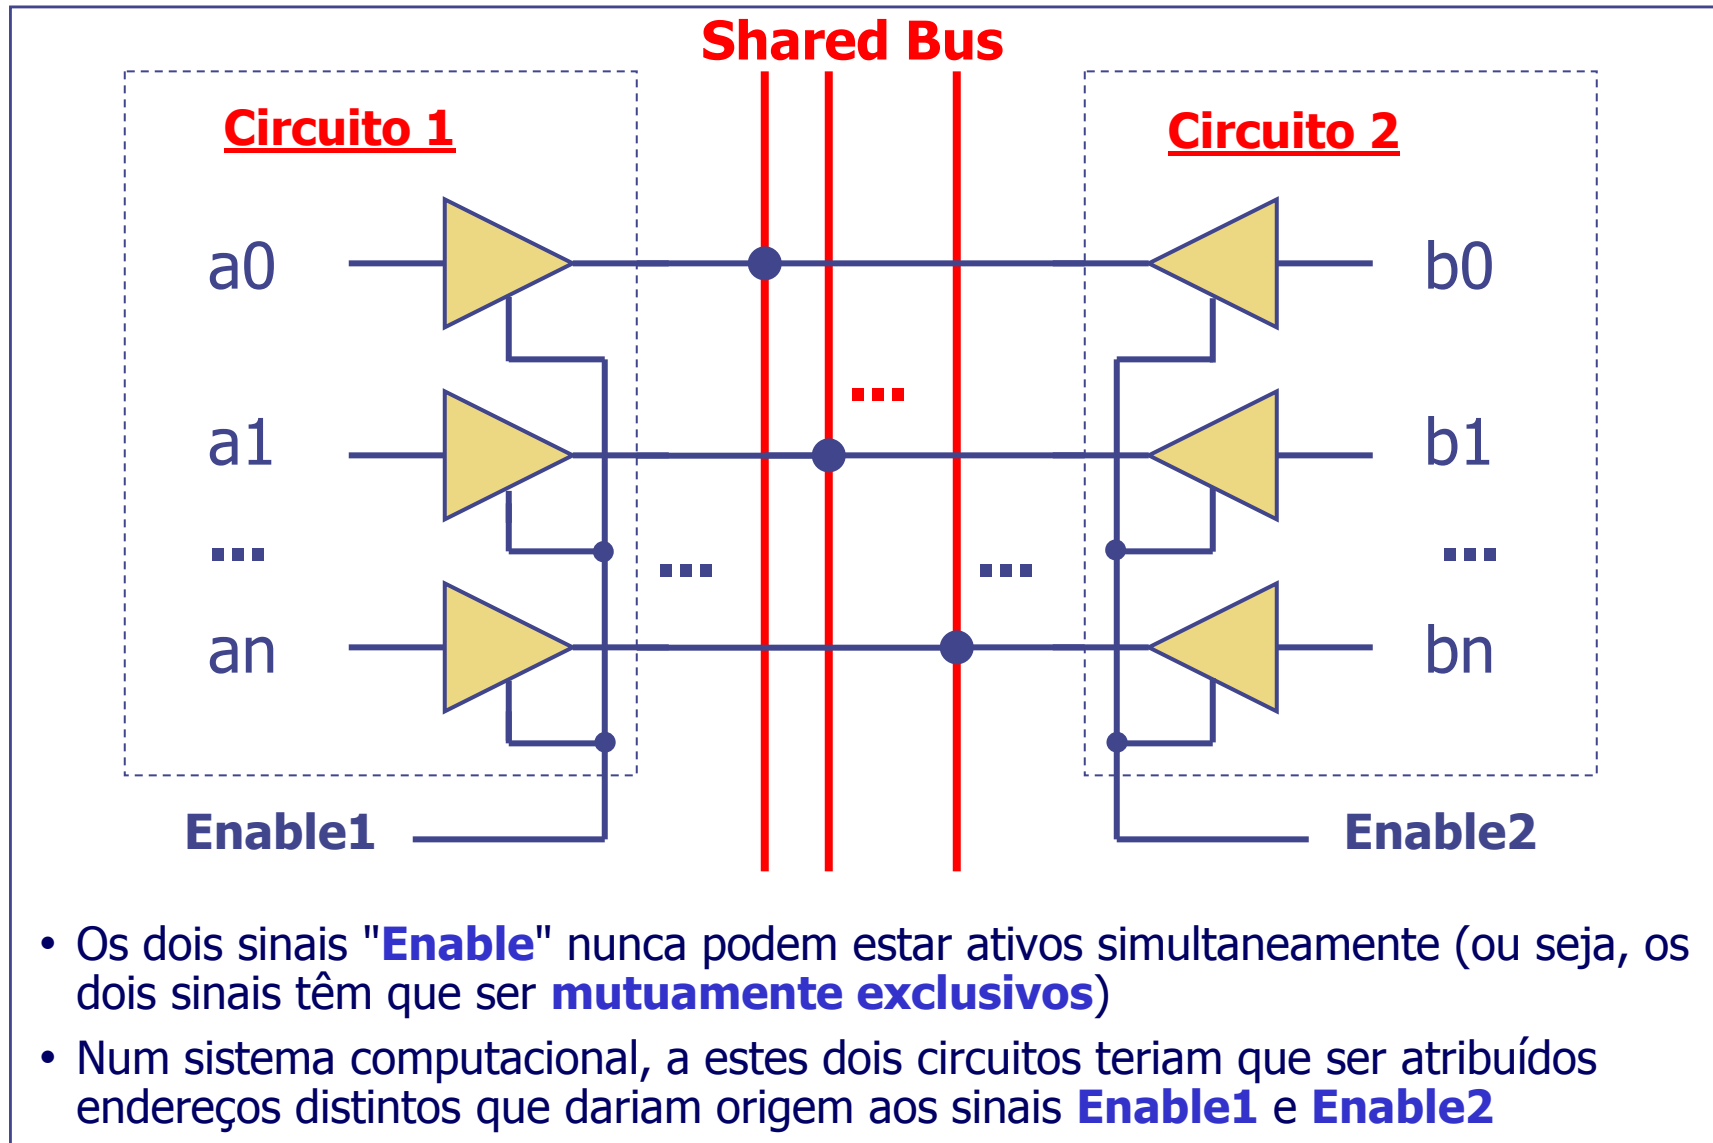 Shared Bus
Circuito 1
Circuito 2
a0
b0
...
a1
b1
...
...
...
...
an
bn
Enable1
Enable2
• Os dois sinais "Enable" nunca podem estar ativos simultaneamente (ou seja, os
dois sinais têm que ser mutuamente exclusivos)
• Num sistema computacional, a estes dois circuitos teriam que ser atribuídos
endereços distintos que dariam origem aos sinais Enable1 e Enable2